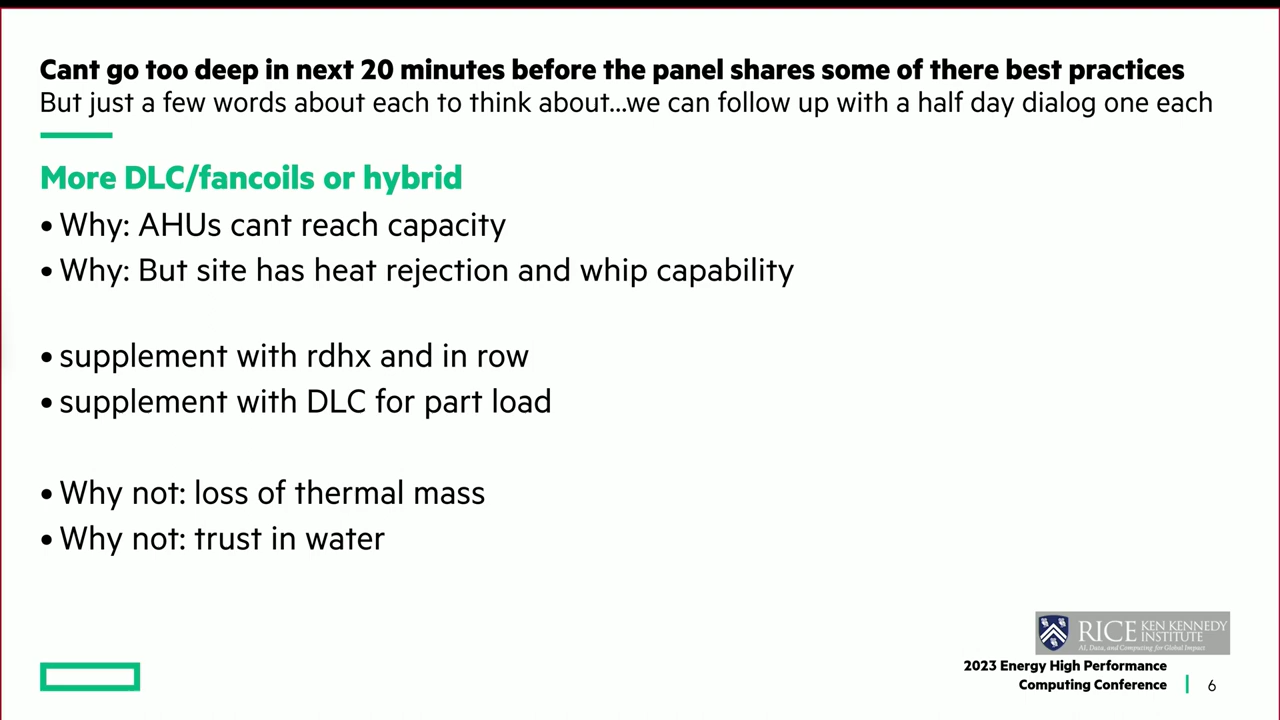 Cant go too deep in next 20 minutes before the panel shares some of there best practices
But just a few words about each to think about...we can follow up with a half day dialog one each
More DLC/fancoils or hybrid
• Why: AHUs cant reach capacity
• Why: But site has heat rejection and whip capability
• supplement with rdhx and in row
• supplement with DLC for part load
• Why not: loss of thermal mass
• Why not: trust in water
RICE KEN KENNEDY
INSTITUTE
AI, Data, and Computing for Global Impact
2023 Energy High Performance
Computing Conference
6